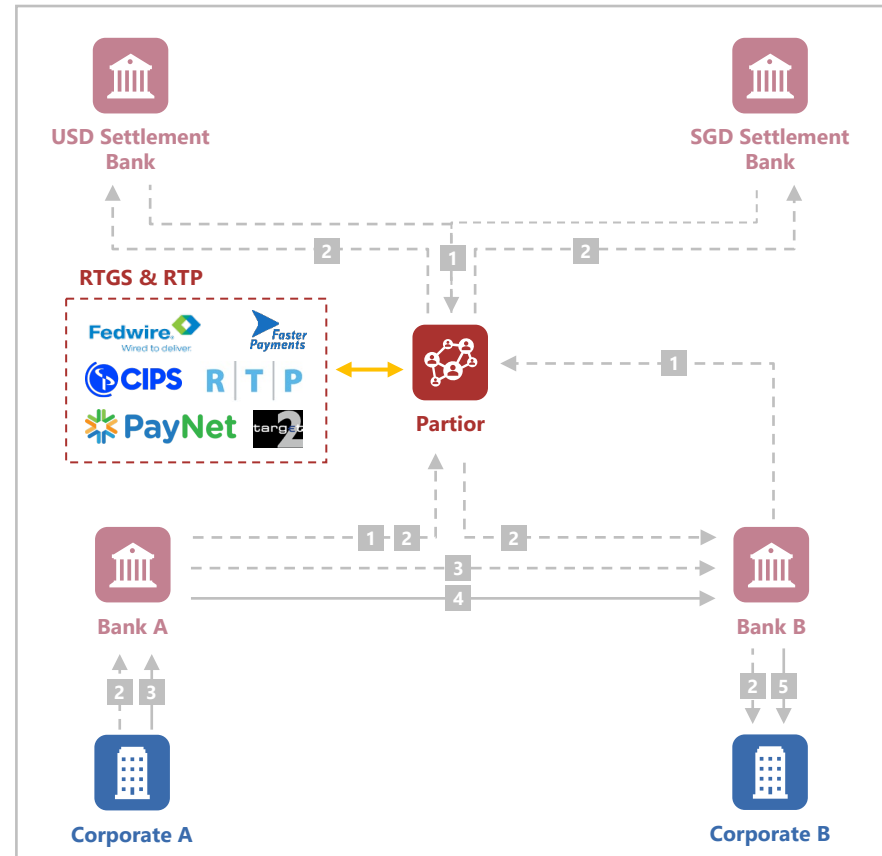 USD Settlement
Bank
SGD Settlement
Bank
2
1
2
RTGS & RTP
Fedwire
Wired to deliver.
Faster
Payments
CIPS
R|T|P
PayNet
target
2
1
Partior
1
2
2
3
4
Bank A
Bank B
2
3
2
5
Corporate A
Corporate B